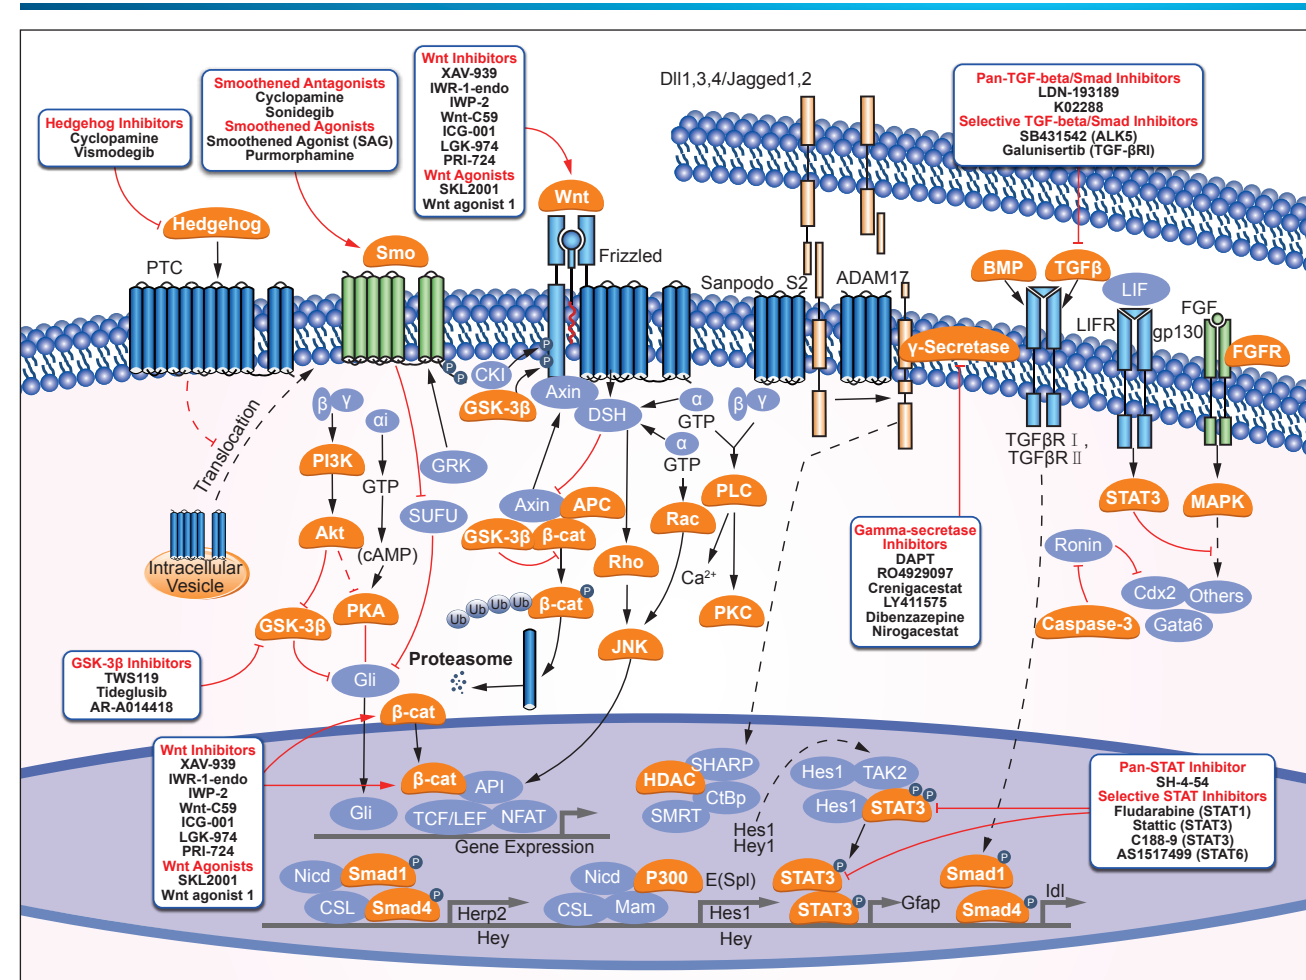 Wnt Inhibitors
XAV-939
IWR-1-endo
IWP-2
Wnt-C59
ICG-001
LGK-974
PRI-724
Wnt Agonists
SKL2001
Wnt agonist 1
Smoothened Antagonists
Cyclopamine
Sonidegib
Smoothened Agonists
Smoothened Agonist (SAG)
Purmorphamine
Hedgehog Inhibitors
Cyclopamine
Vismodegib
Dll1,3,4/Jagged1,2
Pan-TGF-beta/Smad Inhibitors
LDN-193189
K02288
Selective TGF-beta/Smad Inhibitors
SB431542 (ALK5)
Galunisertib (TGF-βRI)
Hedgehog
Smo
Wnt
Frizzled
PTC
Sanpodo
S2
ADAM17
BMP
TGFβ
LIF
LIFR
gp130
FGF
FGFR
γ-Secretase
P
P
P
P
CKI
GSK-3β
Axin
DSH
α
GTP
β
γ
α
GTP
β
γ
αi
GTP
(cAMP)
Translocation
PI3K
GRK
Akt
SUFU
PKA
GSK-3β
Gli
Intracellular
Vesicle
Axin
APC
GSK-3β
β-cat
Ub
Ub
Ub
Ub
β-cat
P
Proteasome
Rho
Rac
JNK
PLC
Ca2+
PKC
TGFβR I ,
TGFβR II
STAT3
MAPK
Ronin
Cdx2
Others
Gata6
Caspase-3
Gamma-secretase
Inhibitors
DAPT
RO4929097
Crenigacestat
LY411575
Dibenzazepine
Nirogacestat
GSK-3β Inhibitors
TWS119
Tideglusib
AR-A014418
β-cat
Wnt Inhibitors
XAV-939
IWR-1-endo
IWP-2
Wnt-C59
ICG-001
LGK-974
PRI-724
Wnt Agonists
SKL2001
Wnt agonist 1
β-cat
API
Gli
TCF/LEF
NFAT
Gene Expression
HDAC
SHARP
CtBp
SMRT
Hes1
Hey1
Hes1
TAK2
Hes1
STAT3
P
P
Pan-STAT Inhibitor
SH-4-54
Selective STAT Inhibitors
Fludarabine (STAT1)
Stattic (STAT3)
C188-9 (STAT3)
AS1517499 (STAT6)
Nicd
Smad1
P
CSL
Smad4
P
Herp2
Hey
Nicd
P300
E(Spl)
CSL
Mam
Hes1
Hey
STAT3
P
STAT3
P
Gfap
Smad1
P
Smad4
P
Idl